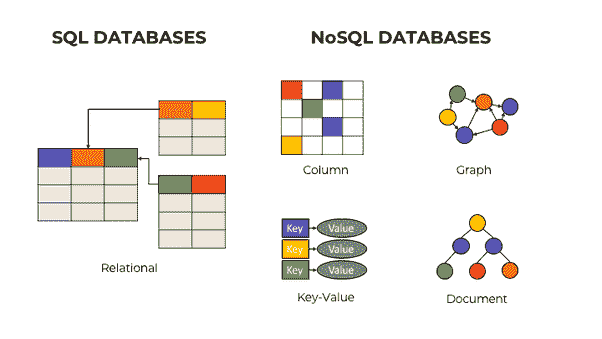 SQL DATABASES
NoSQL DATABASES
Relational
Column
Graph
Key Value
Key Value
Key Value
Key-Value
Document